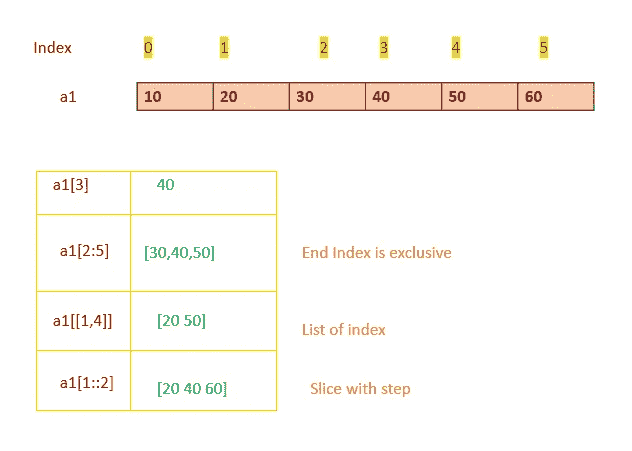 Index 0 1 2 3 4 5
a1 10 20 30 40 50 60
a1[3] 40
a1[2:5] [30,40,50] End Index is exclusive
a1[[1,4]] [20 50] List of index
a1[1::2] [20 40 60] Slice with step